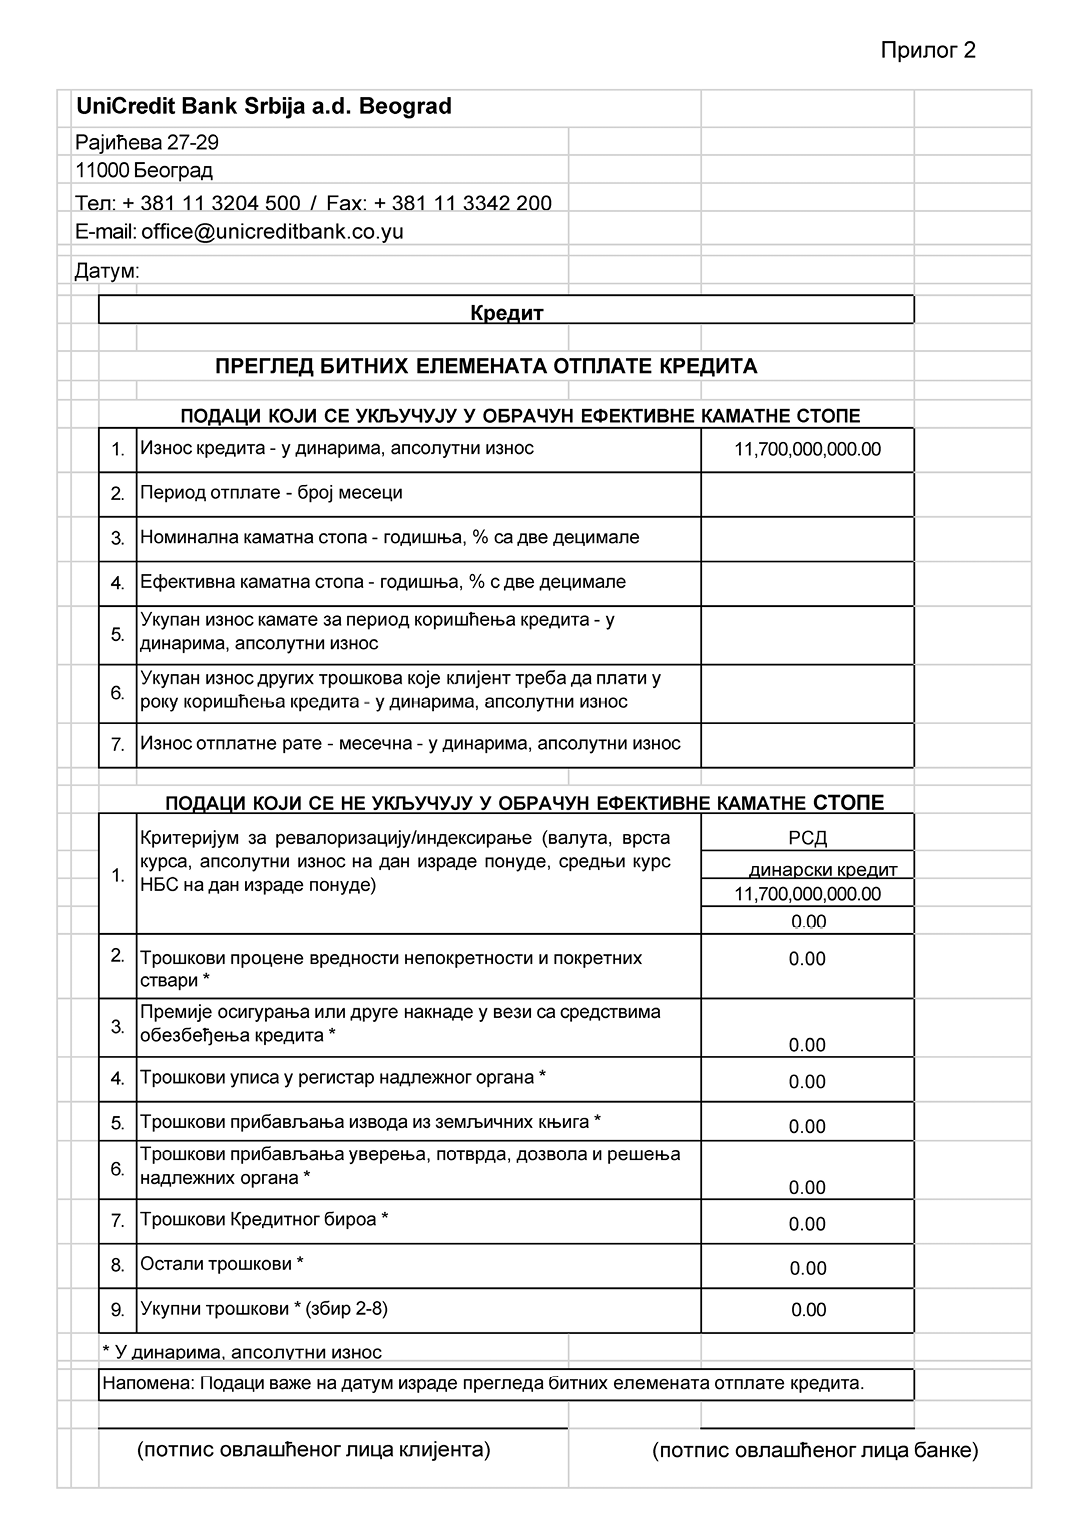 Прилог 2
UniCredit Bank Srbija a.d. Beograd
Рајићева 27-29
11000 Београд
Тел: + 381 11 3204 500 / Fax: + 381 11 3342 200
E-mail: office@unicreditbank.co.yu
Датум:
Кредит
ПРЕГЛЕД БИТНИХ ЕЛЕМЕНАТА ОТПЛАТЕ КРЕДИТА
ПОДАЦИ КОЈИ СЕ УКЉУЧУЈУ У ОБРАЧУН ЕФЕКТИВНЕ КАМАТНЕ СТОПЕ
1. Износ кредита - у динарима, апсолутни износ 11,700,000,000.00
2. Период отплате - број месеци
3. Номинална каматна стопа - годишња, % са две децимале
4. Ефективна каматна стопа - годишња, % с две децимале
5. Укупан износ камате за период коришћења кредита - у
динарима, апсолутни износ
6. Укупан износ других трошкова које клијент треба да плати у
року коришћења кредита - у динарима, апсолутни износ
7. Износ отплатне рате - месечна - у динарима, апсолутни износ
ПОДАЦИ КОЈИ СЕ НЕ УКЉУЧУЈУ У ОБРАЧУН ЕФЕКТИВНЕ КАМАТНЕ СТОПЕ
1. Критеријум за ревалоризацију/индексирање (валута, врста
курса, апсолутни износ на дан израде понуде, средњи курс
НБС на дан израде понуде)
РСД
динарски кредит
11,700,000,000.00
0.00
2. Трошкови процене вредности непокретности и покретних
ствари * 0.00
3. Премије осигурања или друге накнаде у вези са средствима
обезбеђења кредита * 0.00
4. Трошкови уписа у регистар надлежног органа * 0.00
5. Трошкови прибављања извода из земљичних књига * 0.00
6. Трошкови прибављања уверења, потврда, дозвола и решења
надлежних органа * 0.00
7. Трошкови Кредитног бироа * 0.00
8. Остали трошкови * 0.00
9. Укупни трошкови * (збир 2-8) 0.00
* У динарима, апсолутни износ
Напомена: Подаци важе на датум израде прегледа битних елемената отплате кредита.
(потпис овлашћеног лица клијента) (потпис овлашћеног лица банке)